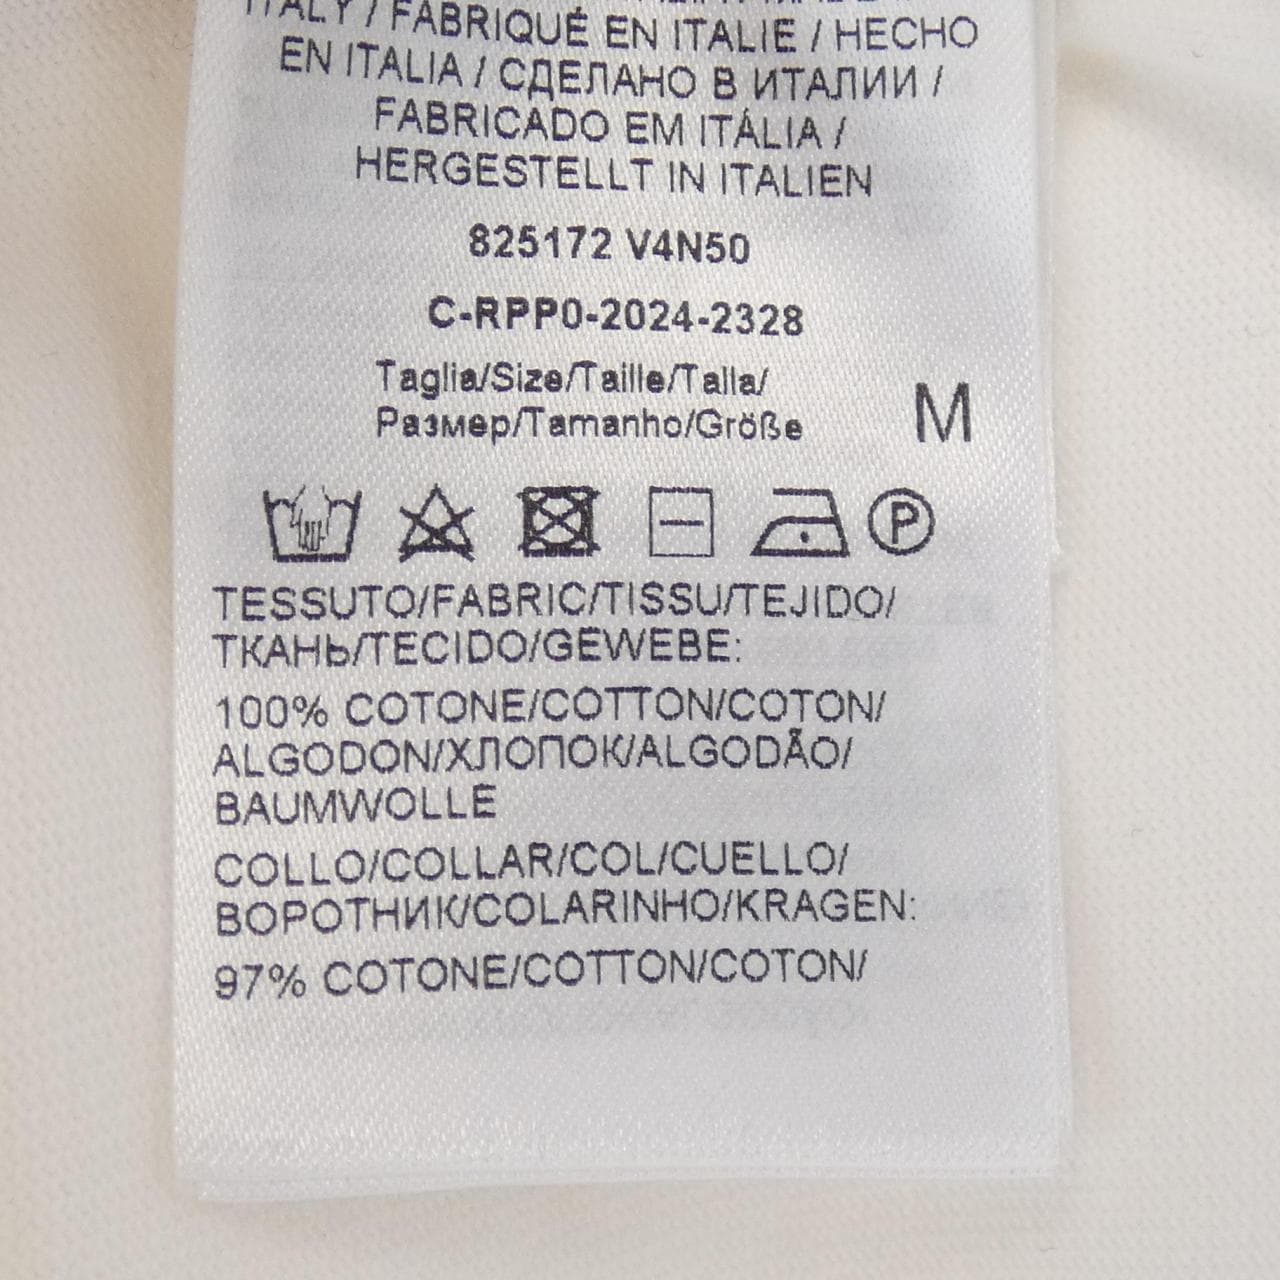 ITALY / FABRIQUÉ EN ITALIE / HECHO
EN ITALIA / СДЕЛАНО В ИТАЛИИ /
FABRICADO EM ITÁLIA /
HERGESTELLT IN ITALIEN
825172 V4N50
C-RPP0-2024-2328
Taglia/Size/Taille/Talla/
Размер/Tamanho/Größe
M
P
TESSUTO/FABRIC/TISSU/TEJIDO/
ТКАНЬ/TECIDO/GEWEBE:
100% COTONE/COTTON/COTON/
ALGODON/ХЛОПОК/ALGODÃO/
BAUMWOLLE
COLLO/COLLAR/COL/CUELLO/
ВОРОТНИК/COLARINHO/KRAGEN:
97% COTONE/COTTON/COTON/